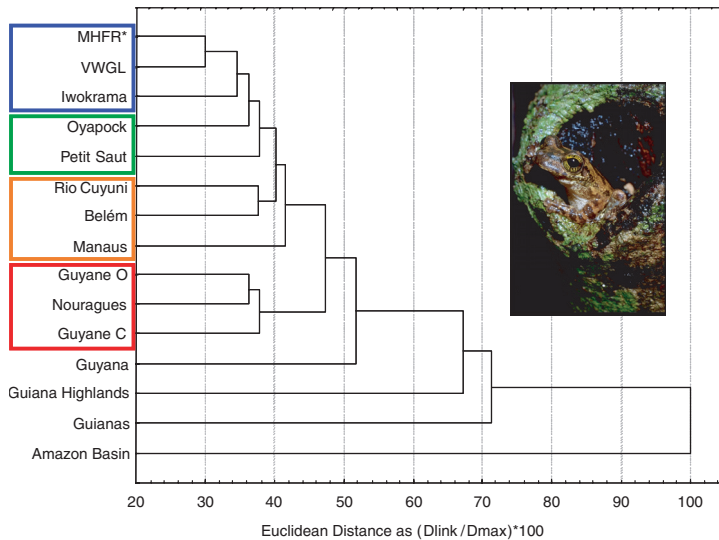 MHFR*
VWGL
Iwokrama
Oyapock
Petit Saut
Rio Cuyuni
Belém
Manaus
Guyane O
Nouragues
Guyane C
Guyana
Guiana Highlands
Guianas
Amazon Basin
20 30 40 50 60 70 80 90 100
Euclidean Distance as (Dlink/Dmax)*100